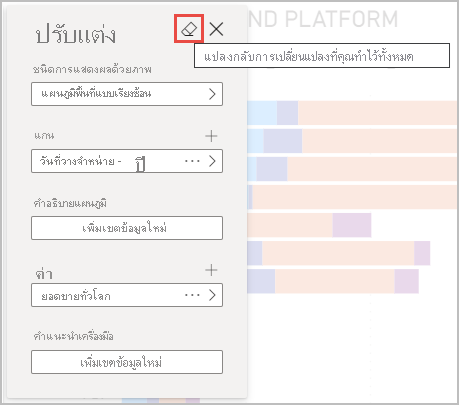 ND PLATFORM
ปรับแต่ง
แปลงกลับการเปลี่ยนแปลงที่คุณทำไว้ทั้งหมด
ชนิดการแสดงผลด้วยภาพ
แผนภูมิพื้นที่แบบเรียงซ้อน
แกน
วันที่วางจำหน่าย - ปี
คำอธิบายแผนภูมิ
เพิ่มเขตข้อมูลใหม่
ค่า
ยอดขายทั่วโลก
คำแนะนำเครื่องมือ
เพิ่มเขตข้อมูลใหม่